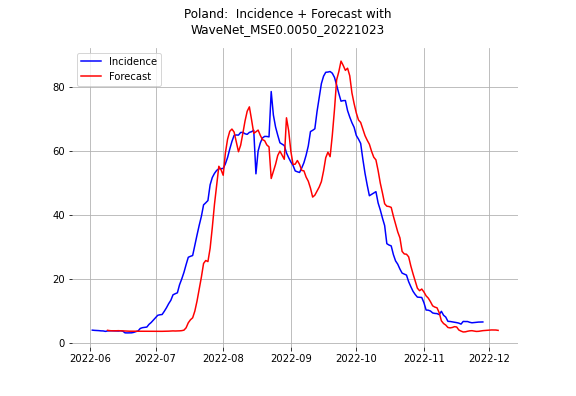 Poland:  Incidence + Forecast with
WaveNet_MSE0.0050_20221023
Incidence
Forecast
80
60
40
20
0
2022-06 2022-07 2022-08 2022-09 2022-10 2022-11 2022-12